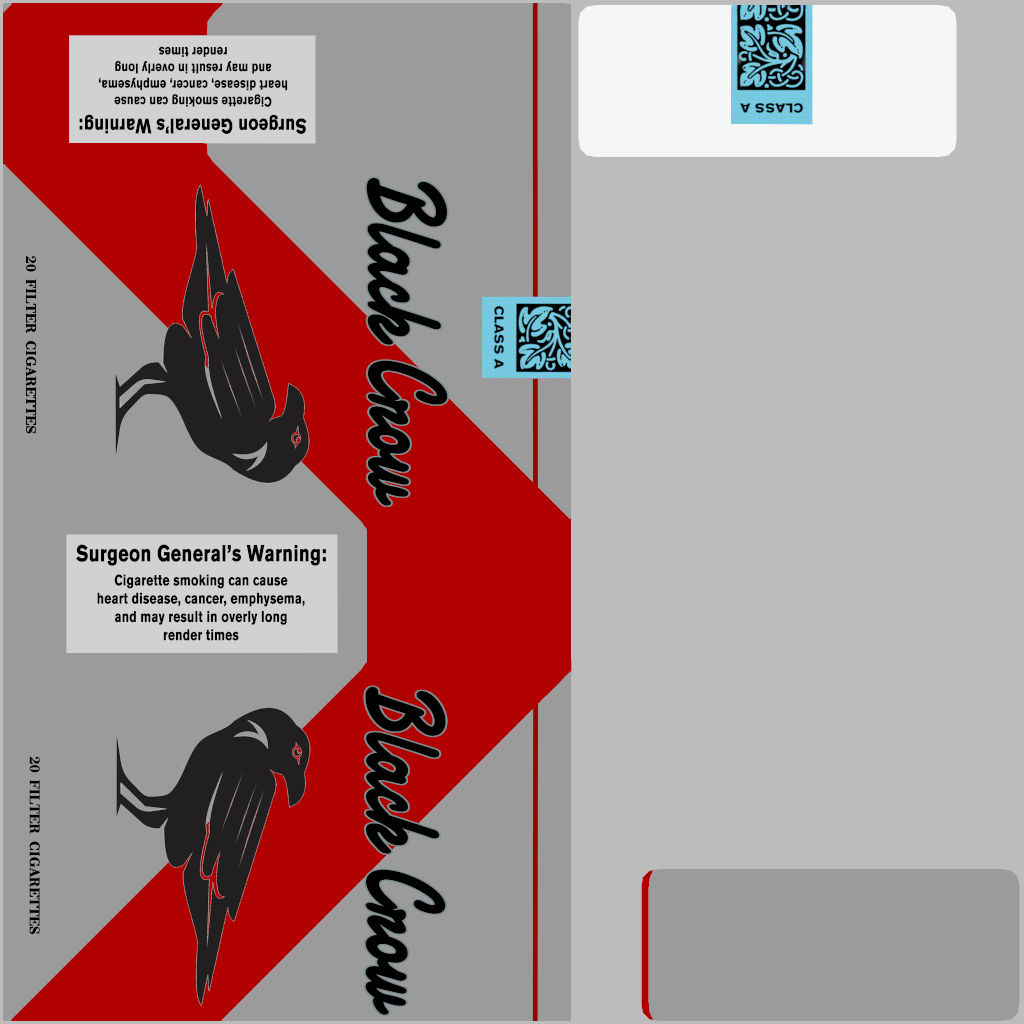 Surgeon General's Warning:
Cigarette smoking can cause
heart disease, cancer, emphysema,
and may result in overly long
render times
CLASS A
Black Crow
20 FILTER CIGARETTES
CLASS A
Surgeon General’s Warning:
Cigarette smoking can cause
heart disease, cancer, emphysema,
and may result in overly long
render times
Black Crow
20 FILTER CIGARETTES